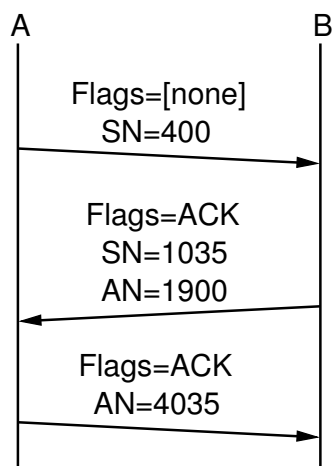 A B
Flags=[none]
SN=400
Flags=ACK
SN=1035
AN=1900
Flags=ACK
AN=4035